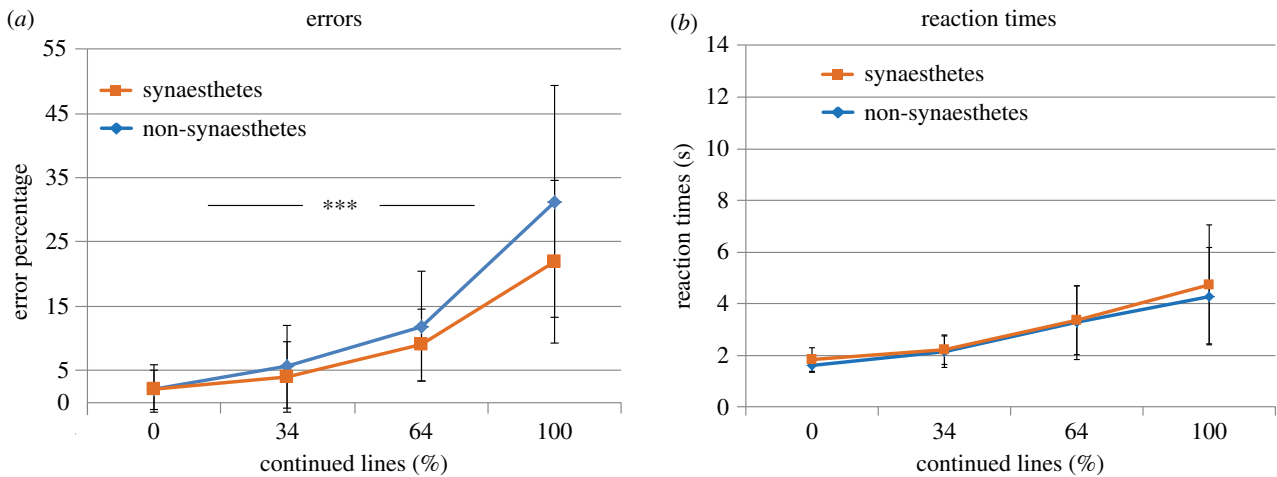 (a) errors
55
45
35
25
15
5
0
error percentage
synaesthetes
non-synaesthetes
***
0 34 64 100
continued lines (%)
(b) reaction times
14
12
10
8
6
4
2
0
reaction times (s)
synaesthetes
non-synaesthetes
0 34 64 100
continued lines (%)